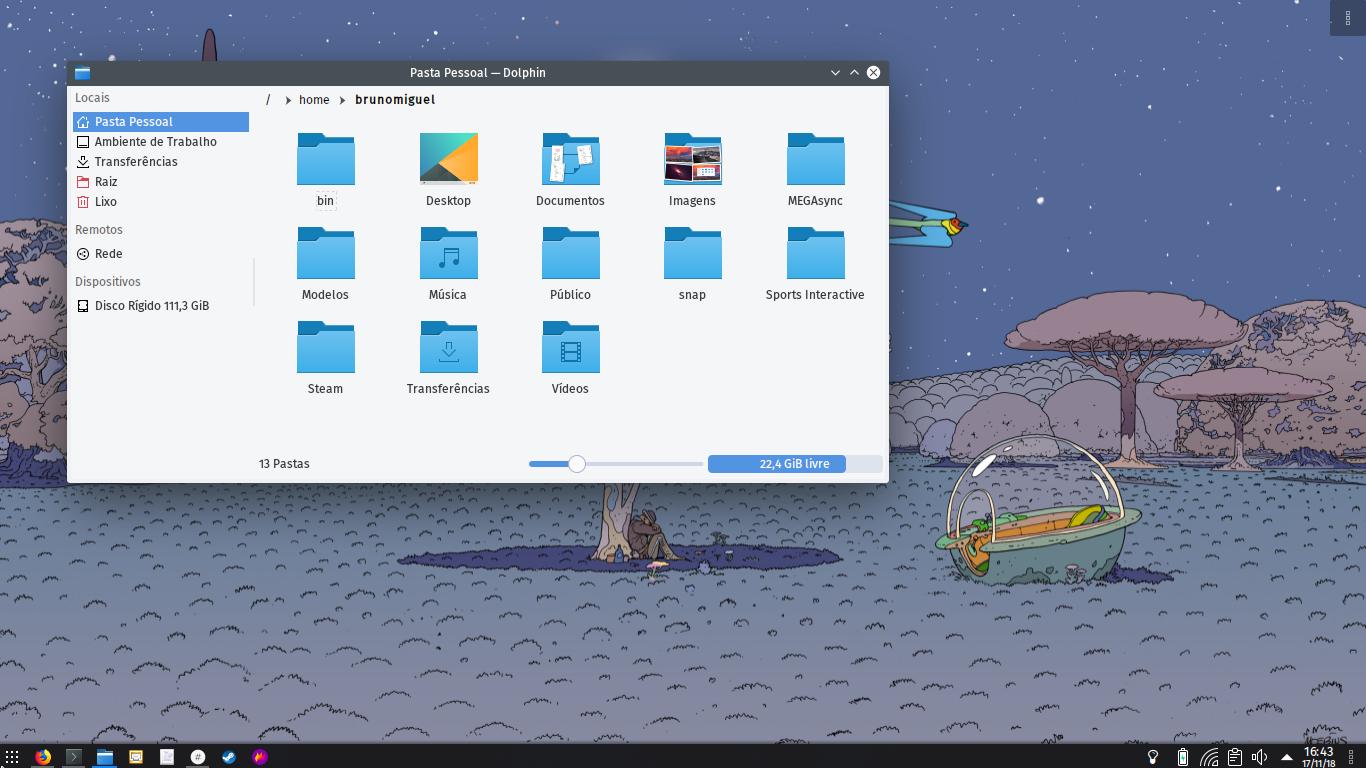 Pasta Pessoal — Dolphin
Locais
Pasta Pessoal
Ambiente de Trabalho
Transferências
Raiz
Lixo
Remotos
Rede
Dispositivos
Disco Rígido 111,3 GiB
/ home brunomiguel
bin Desktop Documentos Imagens MEGAsync
Modelos Música Público snap Sports Interactive
Steam Transferências Vídeos
13 Pastas
22,4 GiB livre
MŒBIUS
16:43
17/11/18